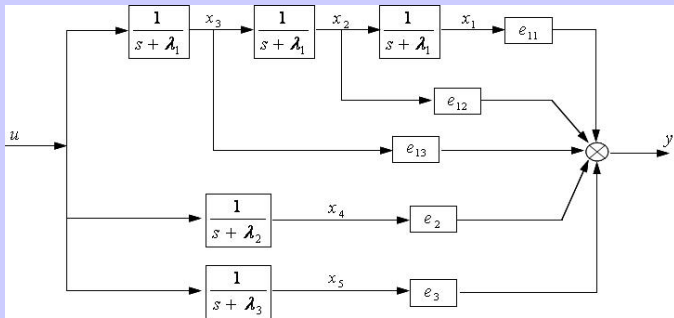 1 x₃ 1 x₂ 1 x₁ e₁₁
s + λ₁ s + λ₁ s + λ₁
e₁₂
u y
e₁₃
1 x₄ e₂
s + λ₂
1 x₅ e₃
s + λ₃